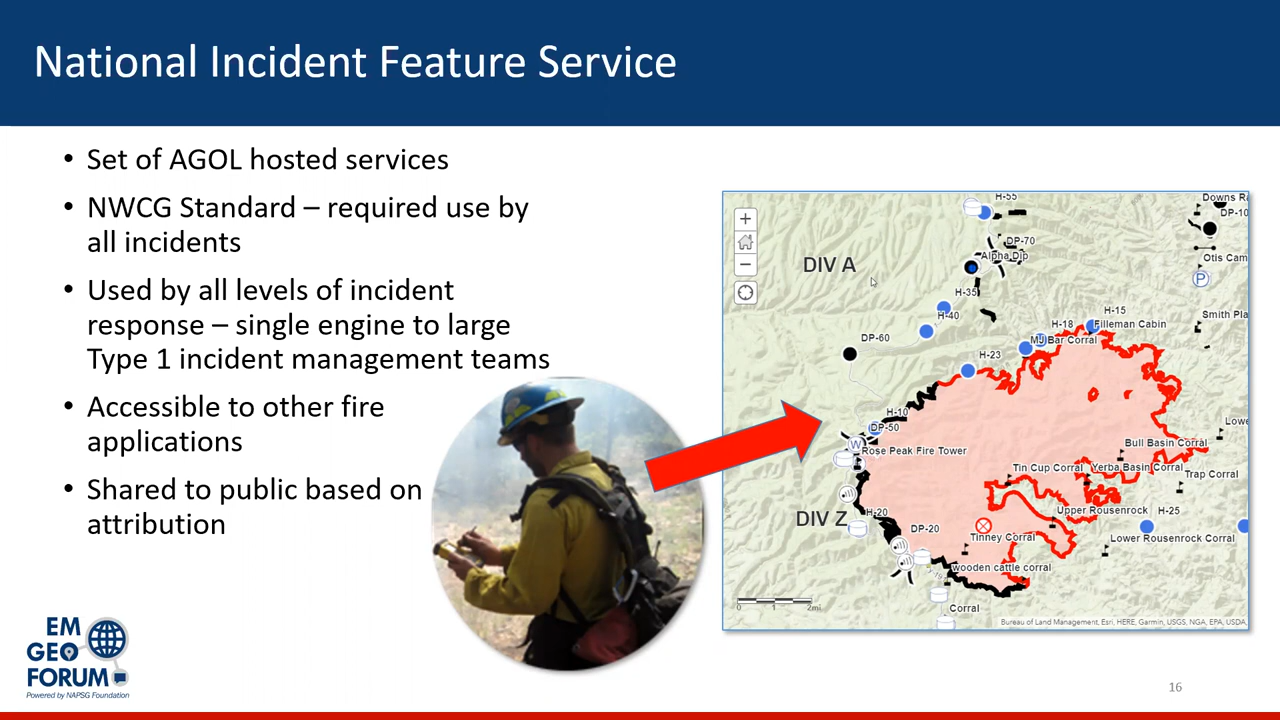 National Incident Feature Service
• Set of AGOL hosted services
• NWCG Standard – required use by
all incidents
• Used by all levels of incident
response – single engine to large
Type 1 incident management teams
• Accessible to other fire
applications
• Shared to public based on
attribution
H-55
Downs Ra
DP-10
DP-70
Alpha Dip
Otis Cam
DIV A
P
H-35
H-40
H-15
Smith Pla
H-18
Filleman Cabin
DP-60
MJ Bar Corral
H-23
H-10
DP-50
Lowe
W
Rose Peak Fire Tower
Bull Basin Corral
Tin Cup Corral
Yerba Basin Corral
Trap Corral
Upper Rousenrock
H-25
H-20
DIV Z
DP-20
Tinney Corral
Lower Rousenrock Corral
wooden cattle corral
Corral
0 1 2mi
Bureau of Land Management, Esri, HERE, Garmin, USGS, NGA, EPA, USDA,
EM
GEO
FORUM
Powered by NAPSG Foundation
16